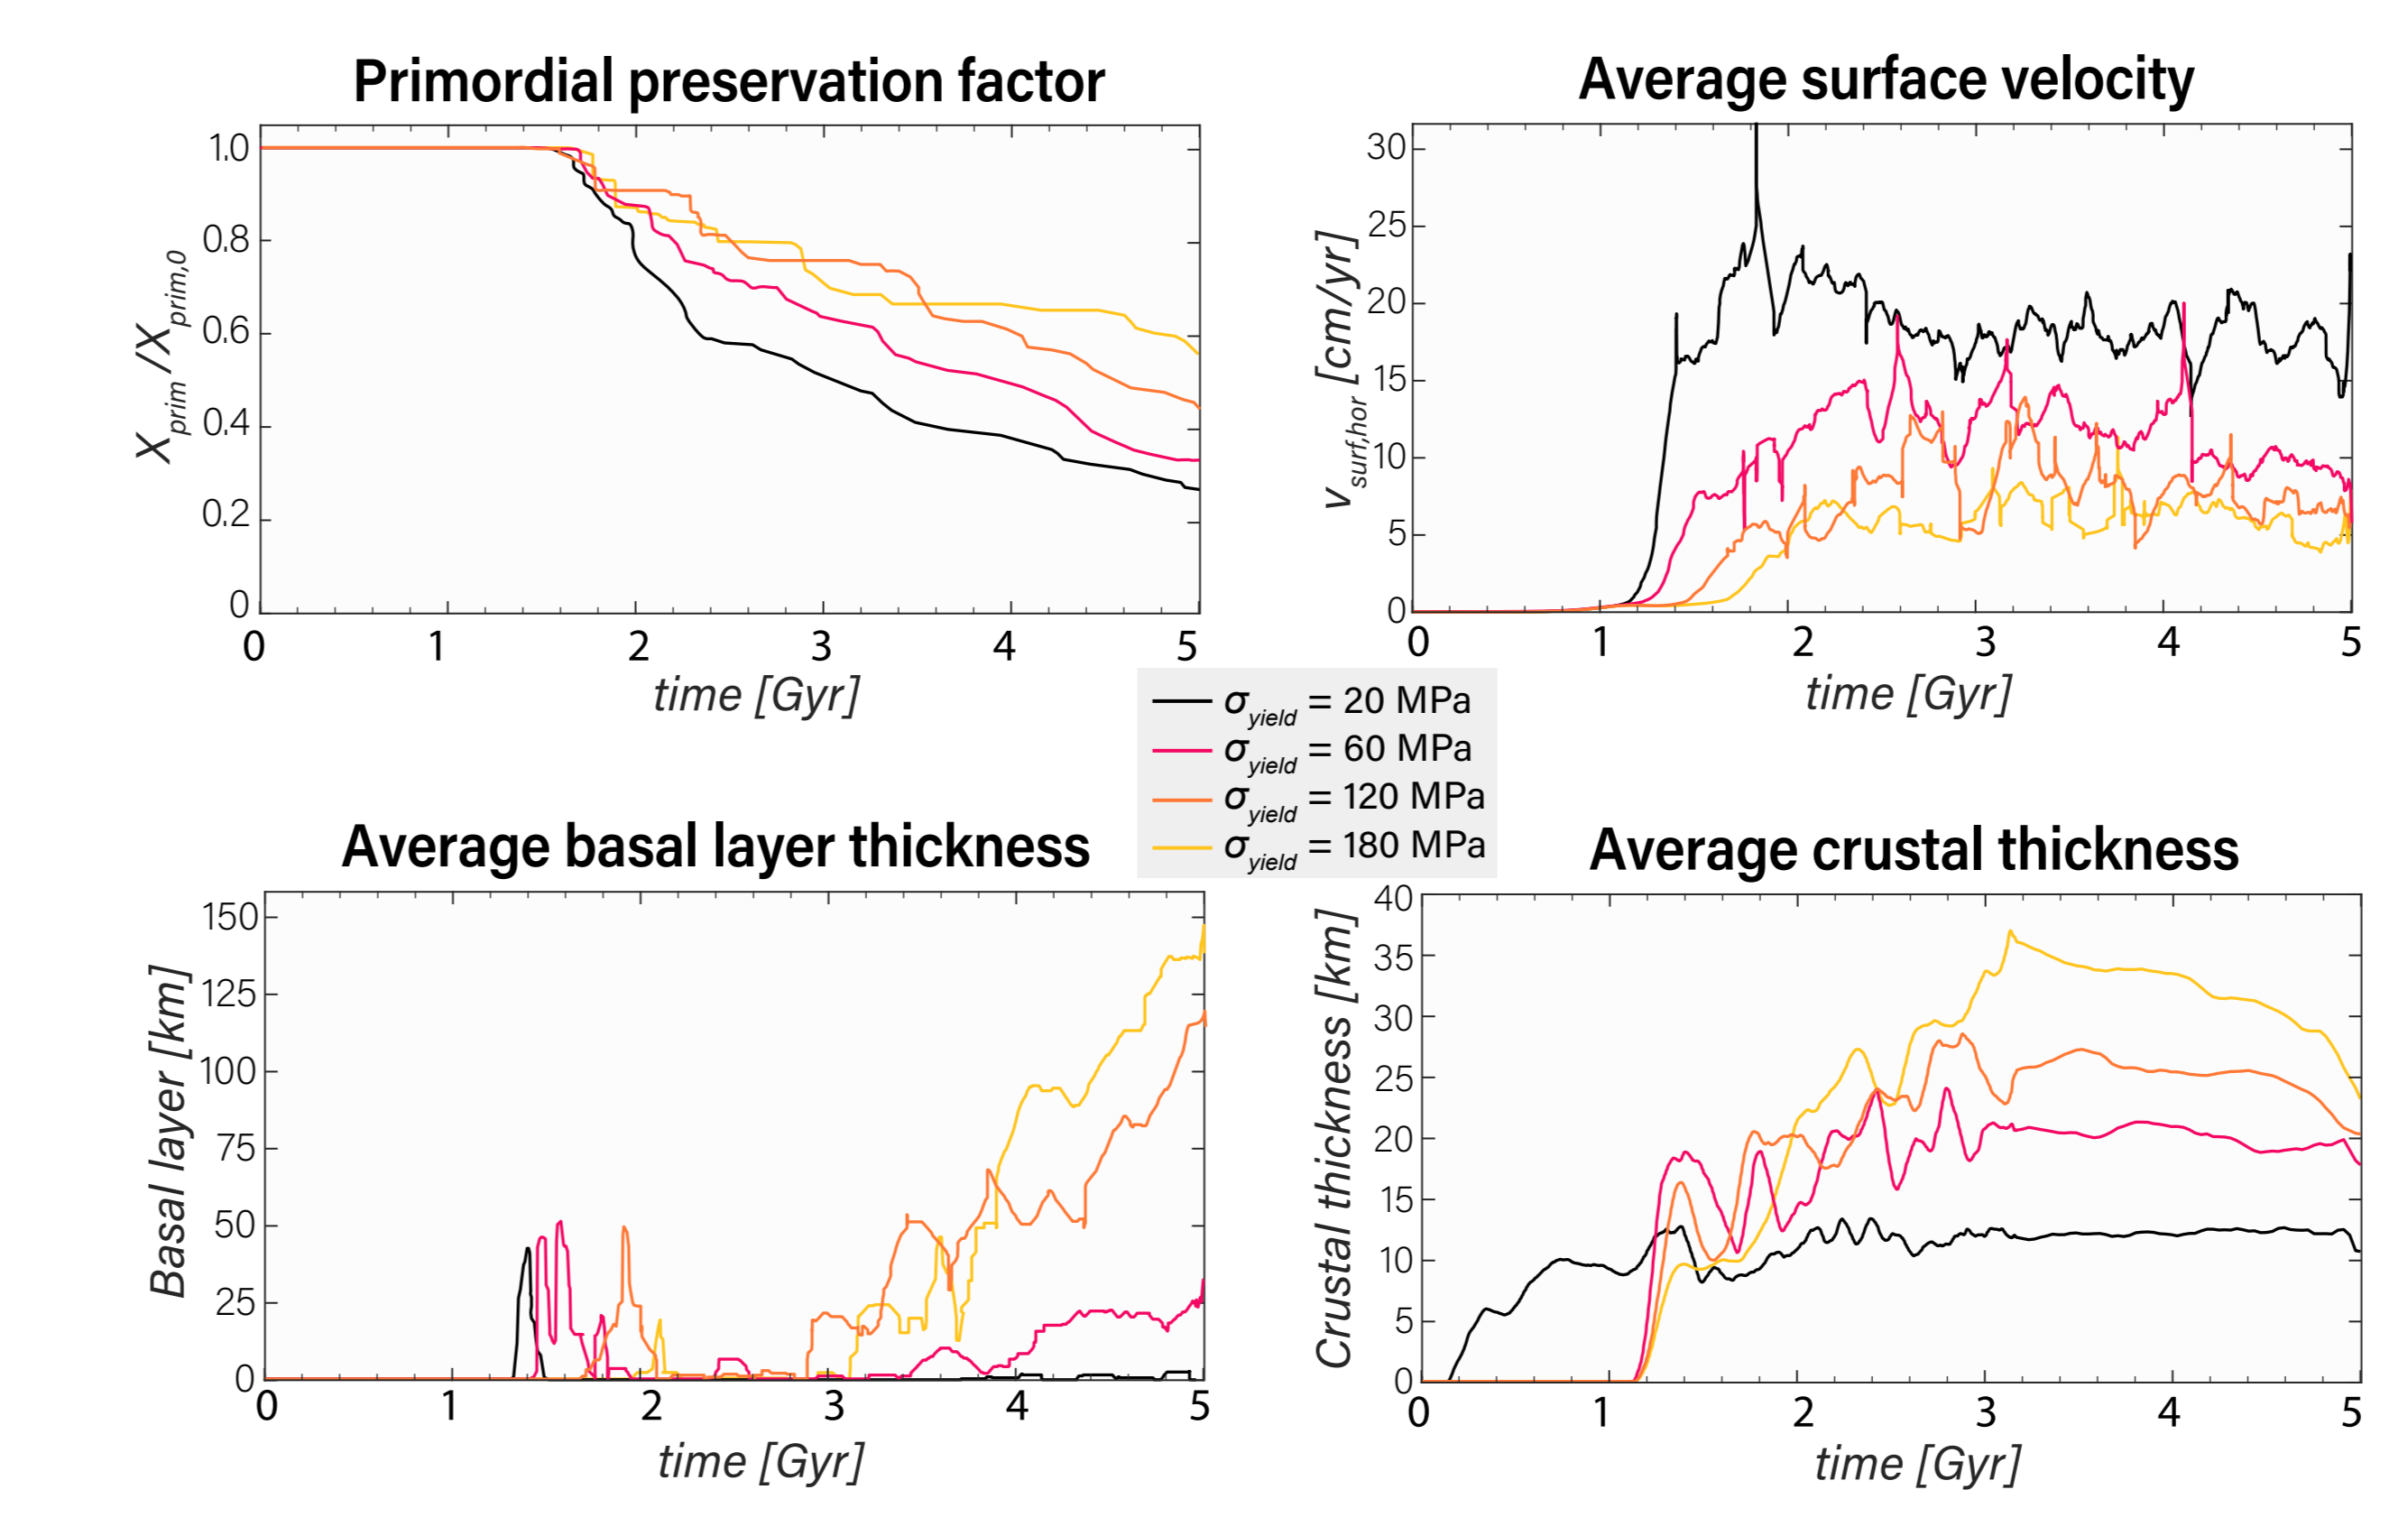 Primordial preservation factor
1.0
0.8
0.6
0.4
0.2
0
X_prim /X_prim,0
0 1 2 3 4 5
time [Gyr]
Average surface velocity
30
25
20
15
10
5
0
v_surf,hor [cm/yr]
0 1 2 3 4 5
time [Gyr]
σ_yield = 20 MPa
σ_yield = 60 MPa
σ_yield = 120 MPa
σ_yield = 180 MPa
Average basal layer thickness
150
125
100
75
50
25
0
Basal layer [km]
0 1 2 3 4 5
time [Gyr]
Average crustal thickness
40
35
30
25
20
15
10
5
0
Crustal thickness [km]
0 1 2 3 4 5
time [Gyr]